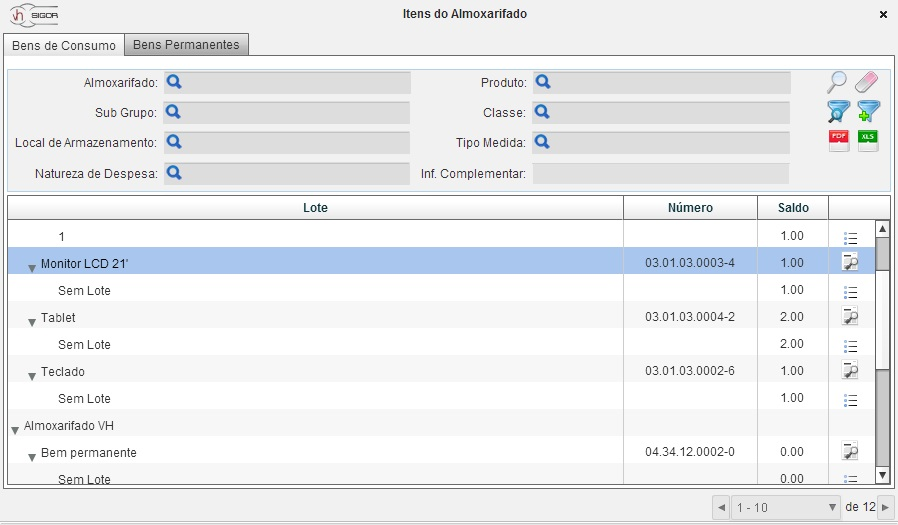 vh SIGOR
Itens do Almoxarifado
Bens de Consumo Bens Permanentes
Almoxarifado: Produto:
Sub Grupo: Classe:
Local de Armazenamento: Tipo Medida:
Natureza de Despesa: Inf. Complementar:
PDF XLS
Lote Número Saldo
1 1.00
Monitor LCD 21' 03.01.03.0003-4 1.00
Sem Lote 1.00
Tablet 03.01.03.0004-2 2.00
Sem Lote 2.00
Teclado 03.01.03.0002-6 1.00
Sem Lote 1.00
Almoxarifado VH
Bem permanente 04.34.12.0002-0 0.00
Sem Lote 0.00
1 - 10 de 12